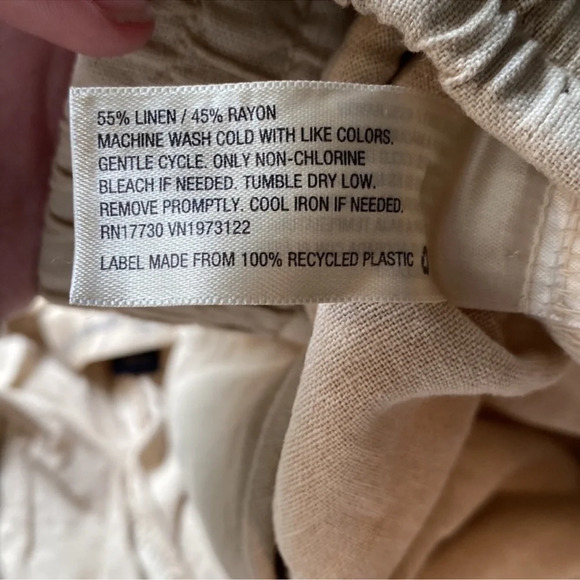 55% LINEN / 45% RAYON
MACHINE WASH COLD WITH LIKE COLORS.
GENTLE CYCLE. ONLY NON-CHLORINE
BLEACH IF NEEDED. TUMBLE DRY LOW.
REMOVE PROMPTLY. COOL IRON IF NEEDED.
RN17730 VN1973122
LABEL MADE FROM 100% RECYCLED PLASTIC